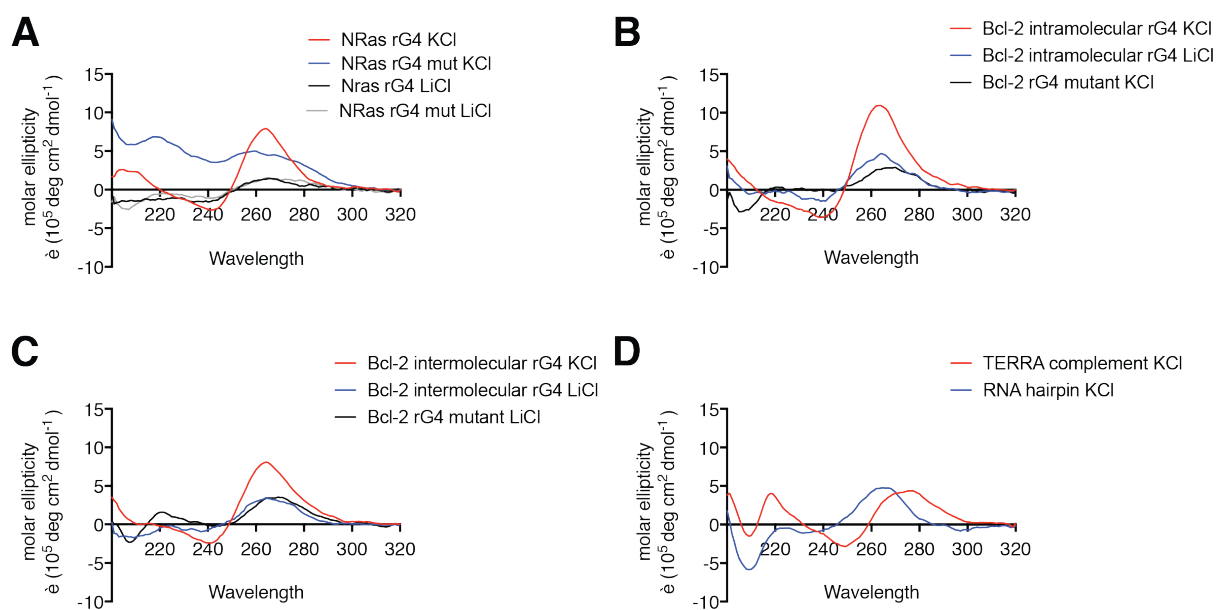 A
NRas rG4 KCl
NRas rG4 mut KCl
Nras rG4 LiCl
NRas rG4 mut LiCl
15
10
5
0
-5
-10
220 240 260 280 300 320
molar ellipticity
è (10⁵ deg cm² dmol⁻¹ )
Wavelength
B
Bcl-2 intramolecular rG4 KCl
Bcl-2 intramolecular rG4 LiCl
Bcl-2 rG4 mutant KCl
15
10
5
0
-5
-10
220 240 260 280 300 320
molar ellipticity
è (10⁵ deg cm² dmol⁻¹ )
Wavelength
C
Bcl-2 intermolecular rG4 KCl
Bcl-2 intermolecular rG4 LiCl
Bcl-2 rG4 mutant LiCl
15
10
5
0
-5
-10
220 240 260 280 300 320
molar ellipticity
è (10⁵ deg cm² dmol⁻¹ )
Wavelength
D
TERRA complement KCl
RNA hairpin KCl
15
10
5
0
-5
-10
220 240 260 280 300 320
molar ellipticity
è (10⁵ deg cm² dmol⁻¹ )
Wavelength